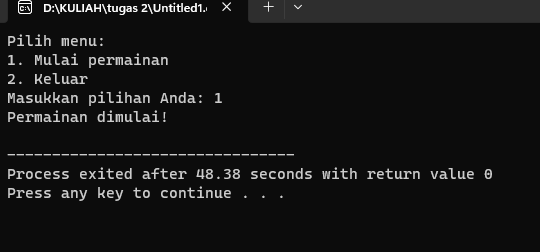 D:\KULIAH\tugas 2\Untitled1.
Pilih menu:
1. Mulai permainan
2. Keluar
Masukkan pilihan Anda: 1
Permainan dimulai!
--------------------------------
Process exited after 48.38 seconds with return value 0
Press any key to continue . . .